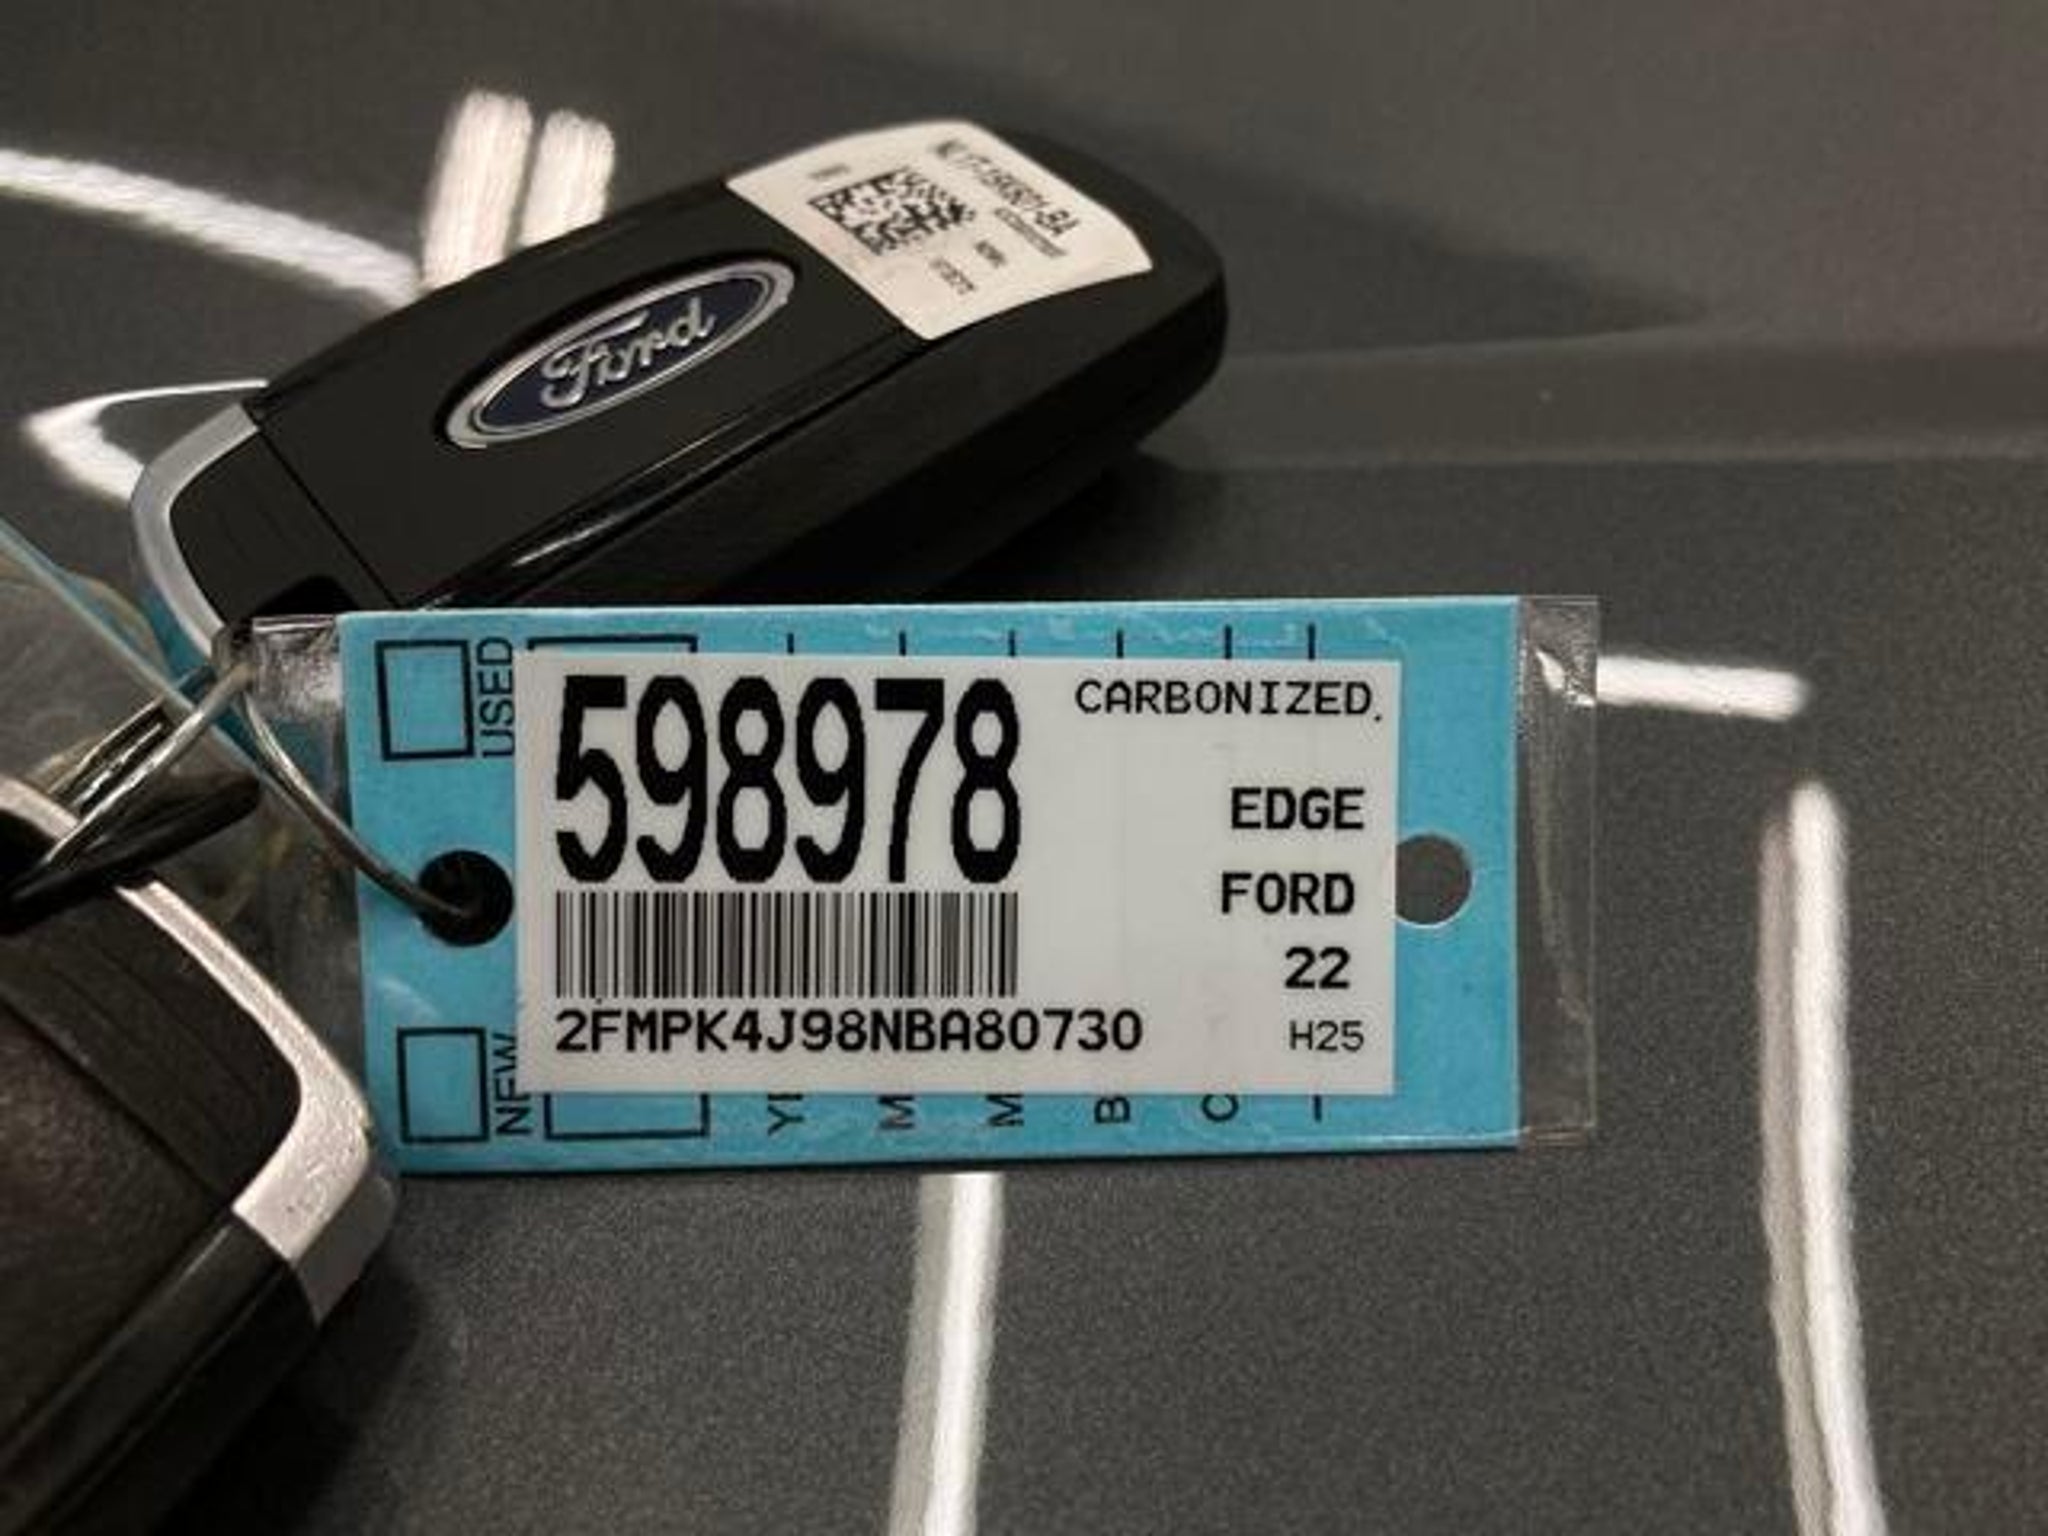 Ford
USED
598978
CARBONIZED.
EDGE
FORD
22
2FMPK4J98NBA80730
H25
NEW
M
M
B
C